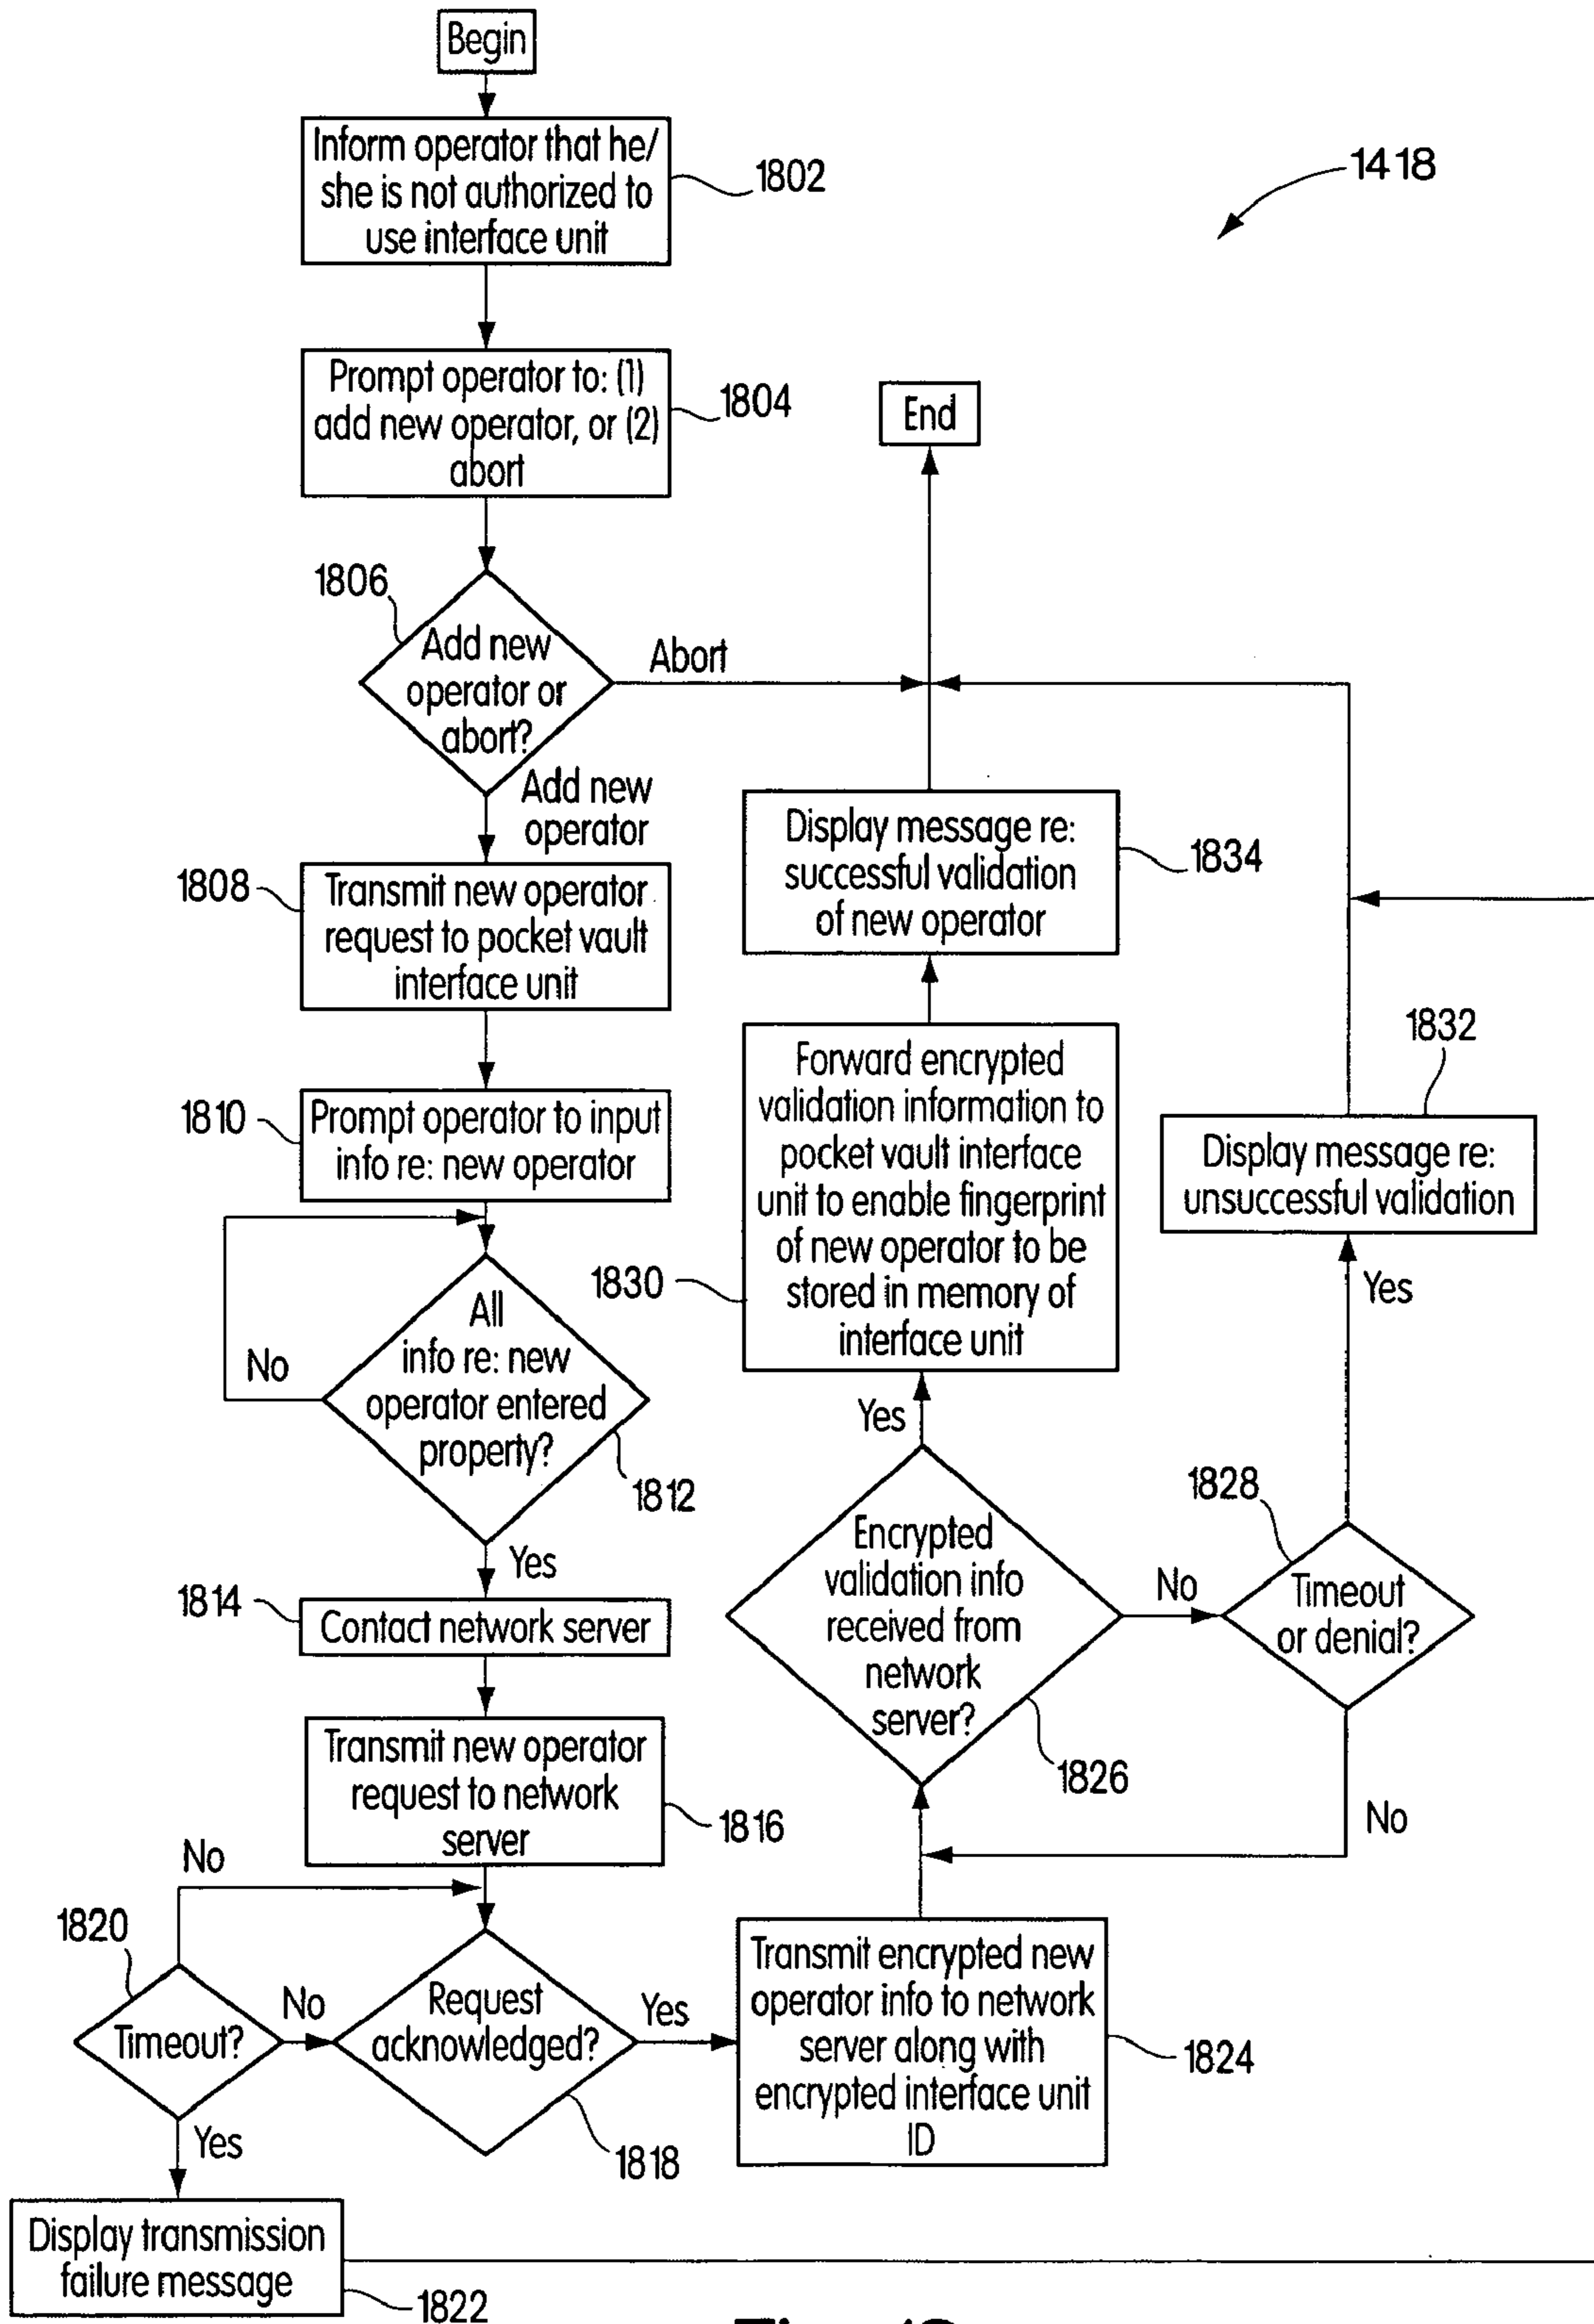 Begin
Inform operator that he/
she is not authorized to
use interface unit
1802
1418
Prompt operator to: (1)
add new operator, or (2)
abort
1804
End
1806
Add new
operator or
abort?
Abort
Add new
operator
1808
Transmit new operator
request to pocket vault
interface unit
Display message re:
successful validation
of new operator
1834
1810
Prompt operator to input
info re: new operator
Forward encrypted
validation information to
pocket vault interface
unit to enable fingerprint
of new operator to be
stored in memory of
interface unit
1830
1832
Display message re:
unsuccessful validation
Yes
All
info re: new
operator entered
property?
No
1812
Yes
Yes
1814
Contact network server
Encrypted
validation info
received from
network
server?
1826
No
1828
Timeout
or denial?
No
Transmit new operator
request to network
server
1816
No
1820
Timeout?
No
Request
acknowledged?
Yes
1818
Transmit encrypted new
operator info to network
server along with
encrypted interface unit
ID
1824
Yes
Display transmission
failure message
1822